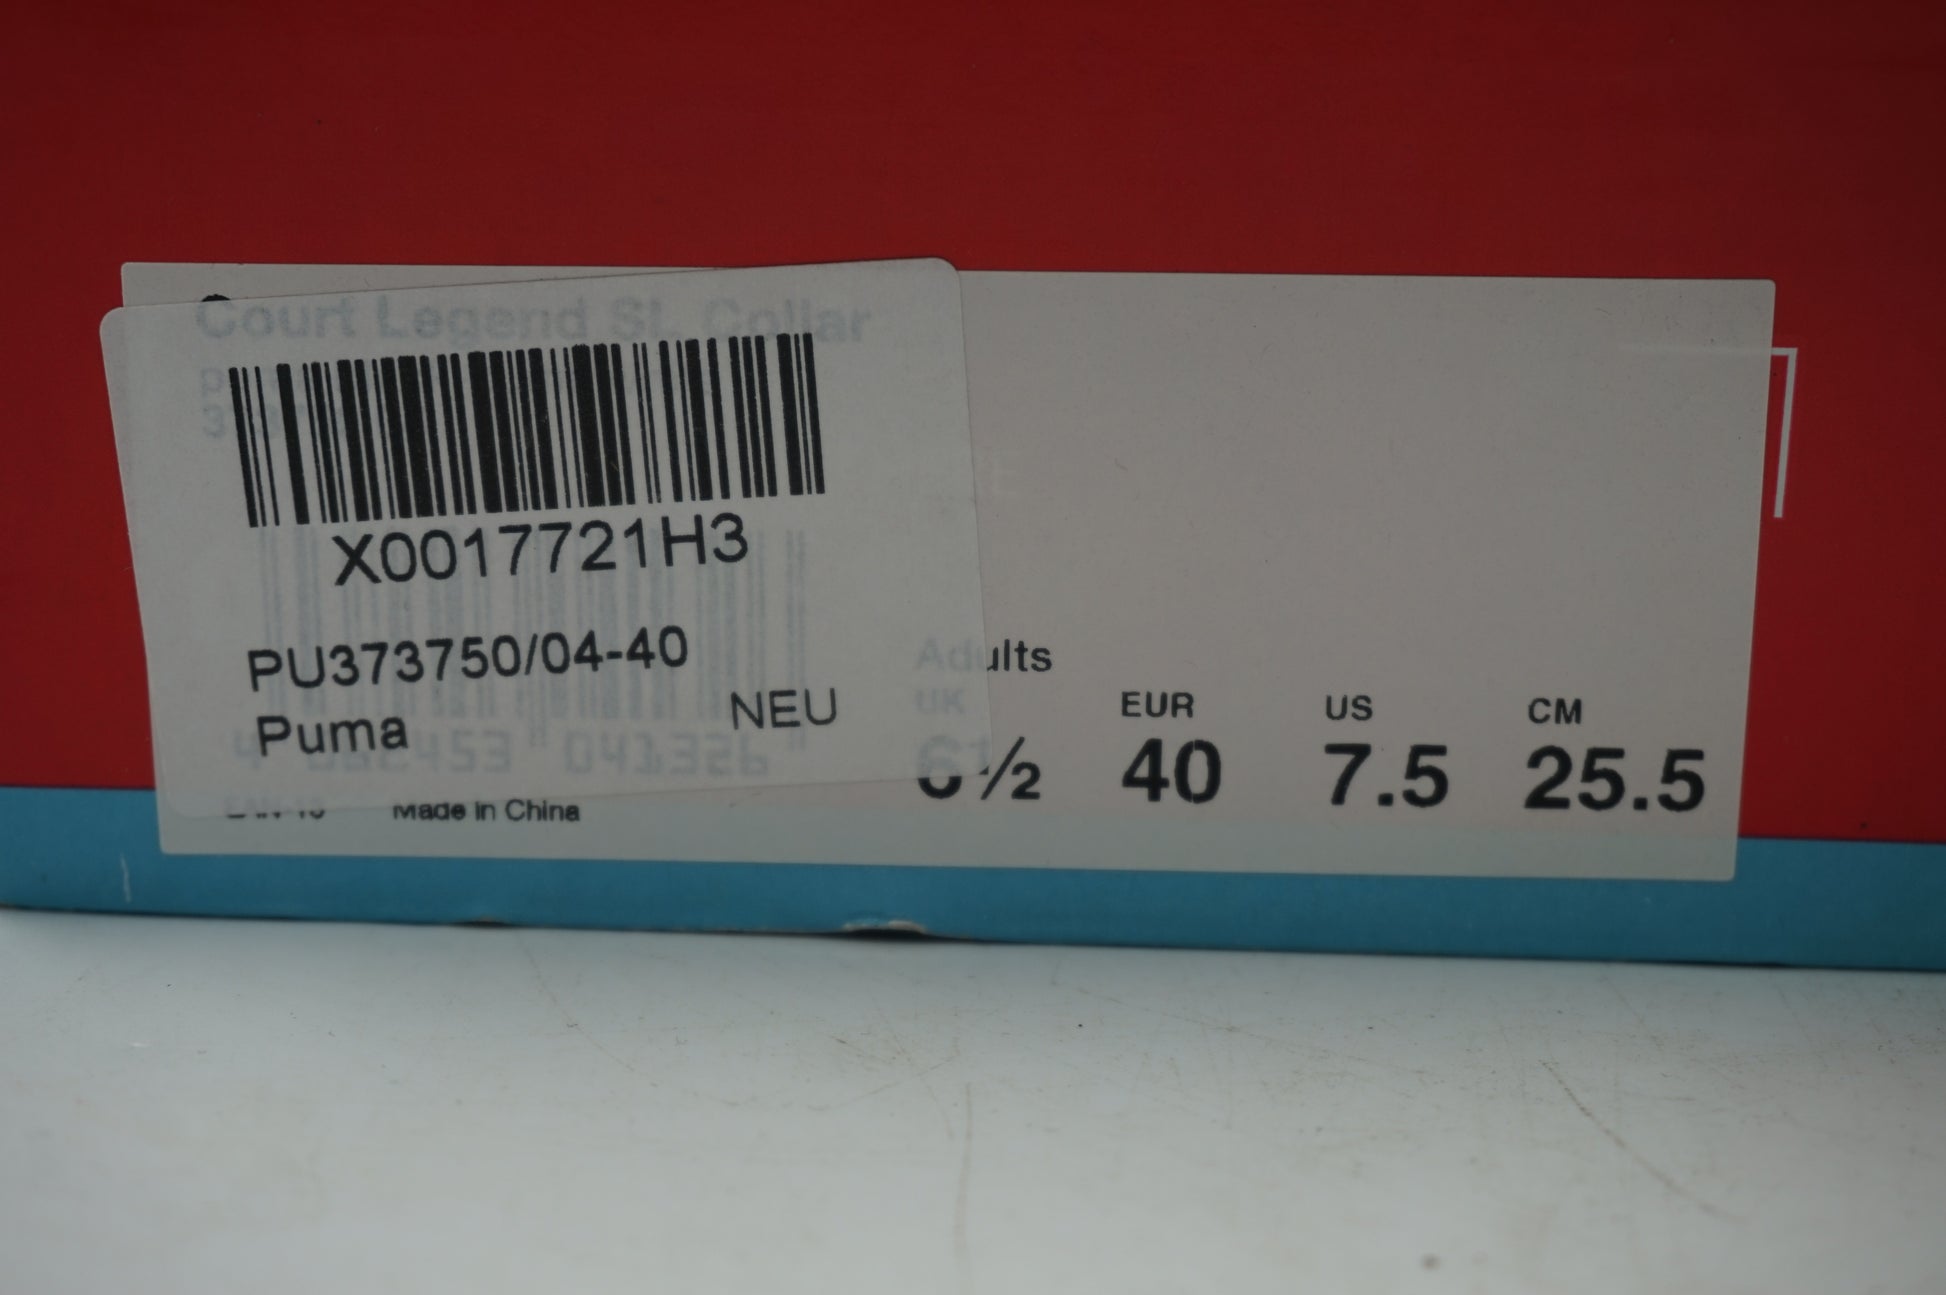 Court Legend SL Collar
X0017721H3
PU373750/04-40
Puma NEU
Made in China
Adults
UK EUR US CM
6½ 40 7.5 25.5